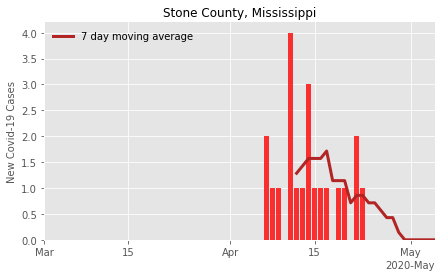 Stone County, Mississippi
7 day moving average
New Covid-19 Cases
4.0
3.5
3.0
2.5
2.0
1.5
1.0
0.5
0.0
Mar
15
Apr
15
May
2020-May